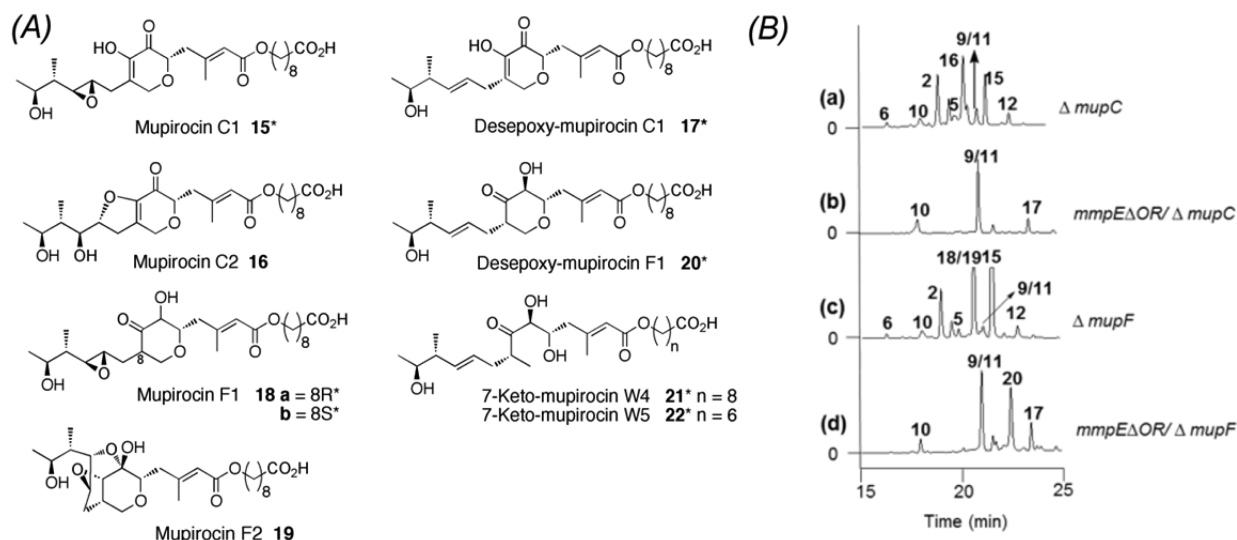 (A)
(B)
O
HO
O
O
O
CO₂H
8
O
OH
Mupirocin C1 15*
O
HO
O
O
O
CO₂H
8
OH
Desepoxy-mupirocin C1 17*
O
O
O
O
O
CO₂H
8
OH OH
Mupirocin C2 16
OH
O
O
O
O
CO₂H
8
OH
Desepoxy-mupirocin F1 20*
OH
O
8
O
O
O
CO₂H
8
O
OH
Mupirocin F1 18 a = 8R*
b = 8S*
OH
O
OH
O
O
CO₂H
n
OH
7-Keto-mupirocin W4 21* n = 8
7-Keto-mupirocin W5 22* n = 6
O
OH
O
O
O
O
CO₂H
8
OH
Mupirocin F2 19
(a)
0
6
10
2
5
16
9/11
15
12
Δ mupC
(b)
0
10
9/11
17
mmpEΔOR/ Δ mupC
(c)
0
6
10
2
5
18/19
15
9/11
12
Δ mupF
(d)
0
10
9/11
20
17
mmpEΔOR/ Δ mupF
15
20
25
Time (min)